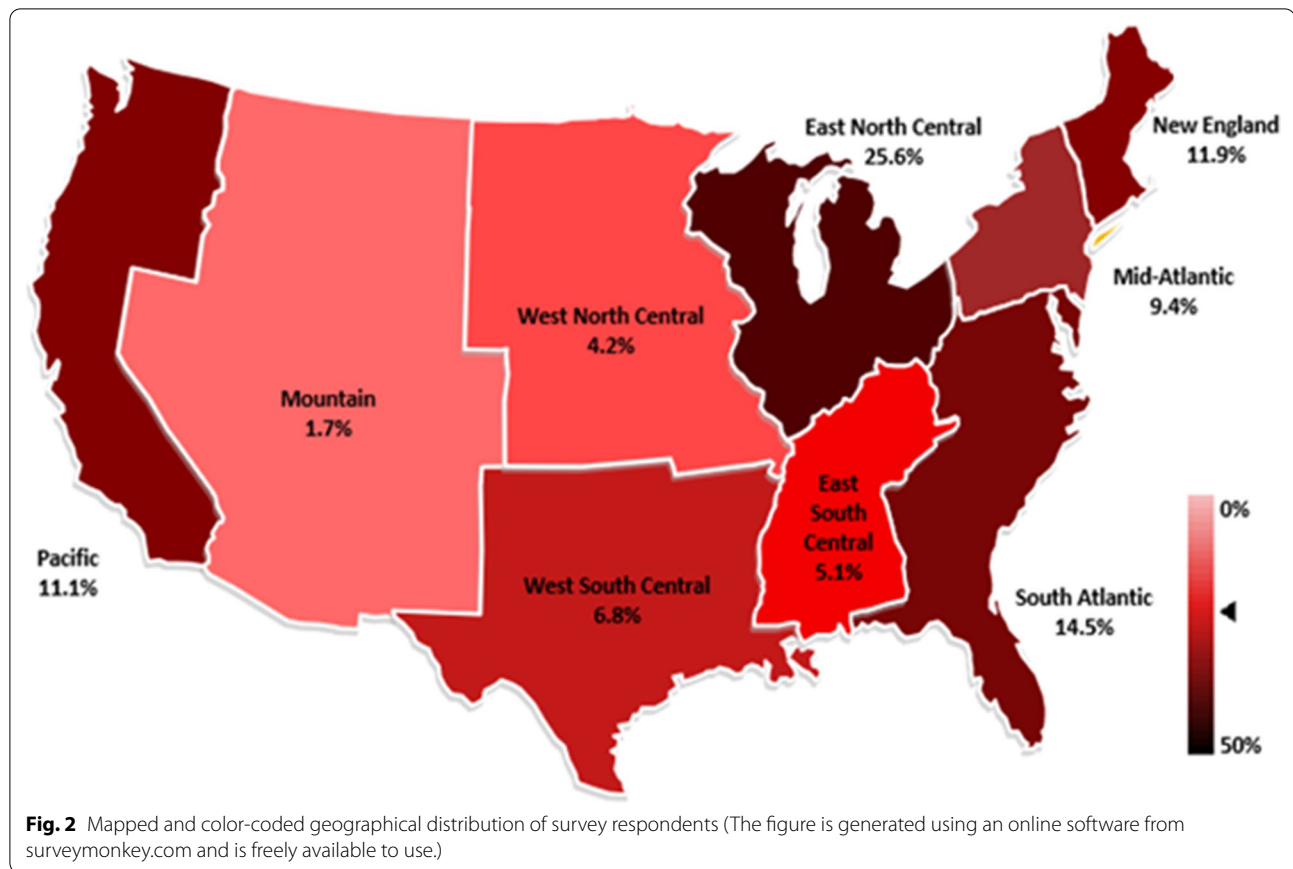 East North Central
25.6%
New England
11.9%
Mid-Atlantic
9.4%
West North Central
4.2%
Mountain
1.7%
East
South
Central
5.1%
0%
Pacific
11.1%
West South Central
6.8%
South Atlantic
14.5%
50%
Fig. 2 Mapped and color-coded geographical distribution of survey respondents (The figure is generated using an online software from
surveymonkey.com and is freely available to use.)